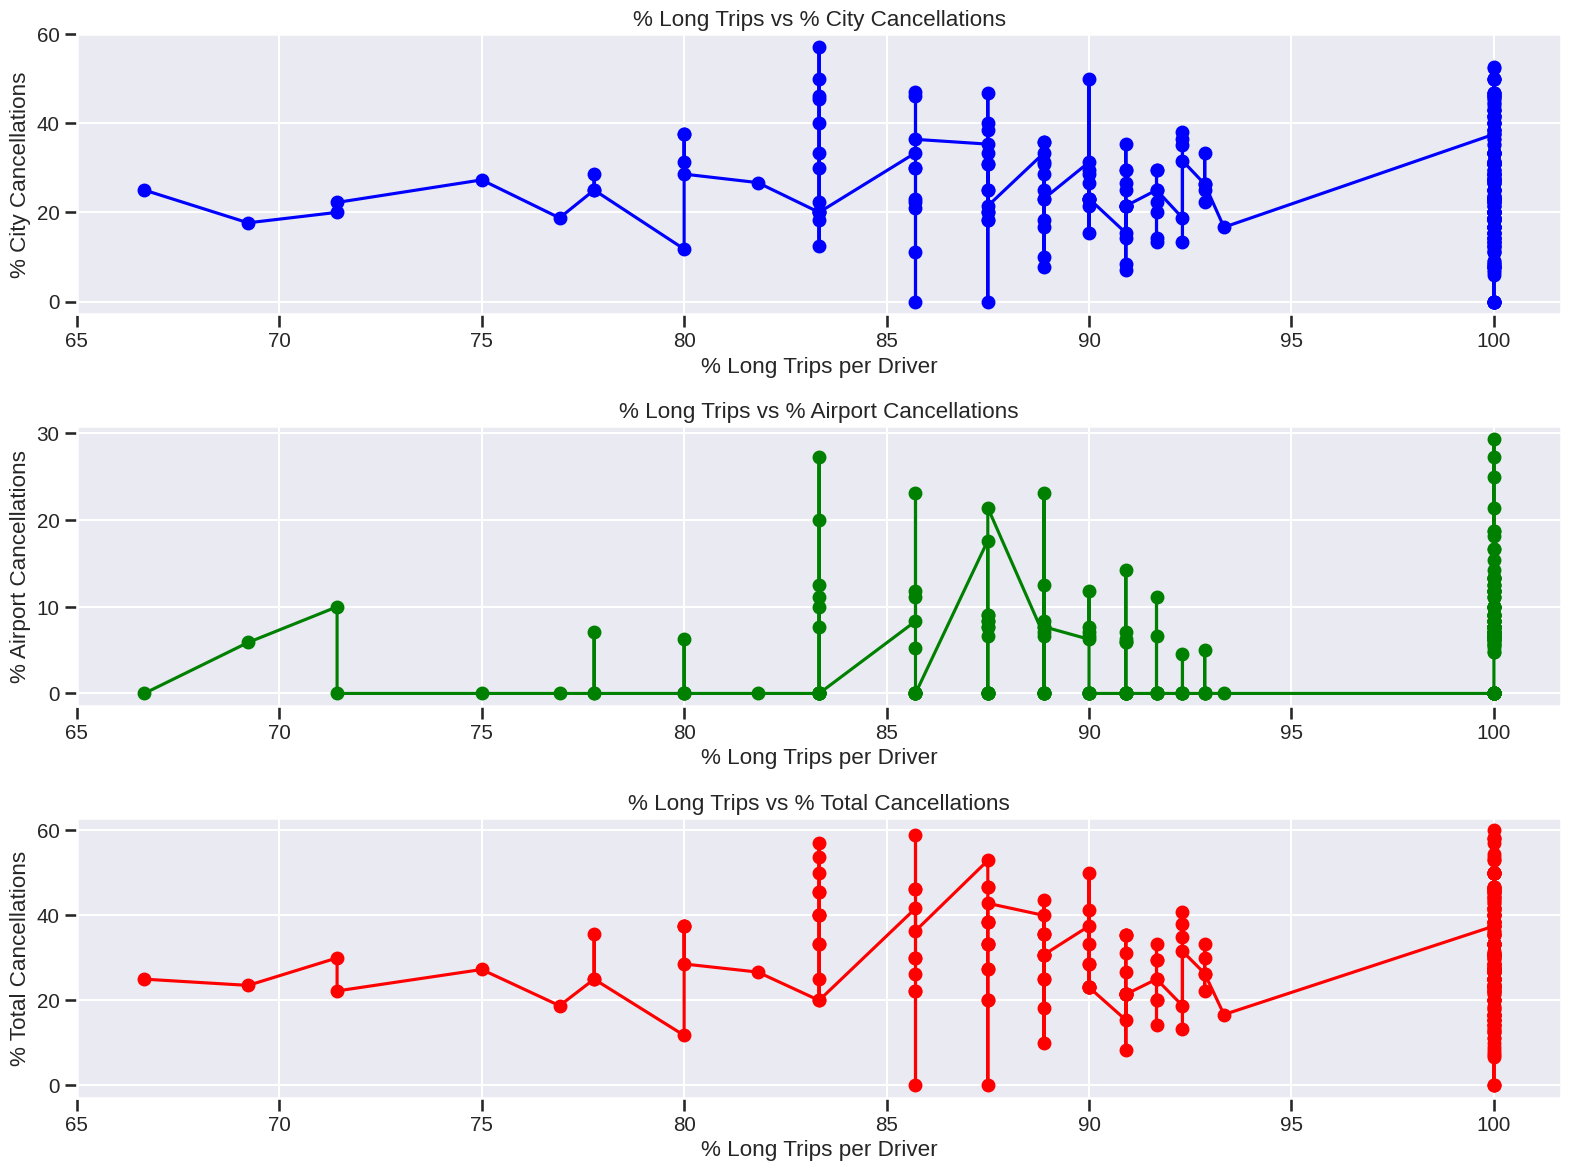 % Long Trips vs % City Cancellations
% City Cancellations
60
40
20
0
65 70 75 80 85 90 95 100
% Long Trips per Driver
% Long Trips vs % Airport Cancellations
% Airport Cancellations
30
20
10
0
65 70 75 80 85 90 95 100
% Long Trips per Driver
% Long Trips vs % Total Cancellations
% Total Cancellations
60
40
20
0
65 70 75 80 85 90 95 100
% Long Trips per Driver